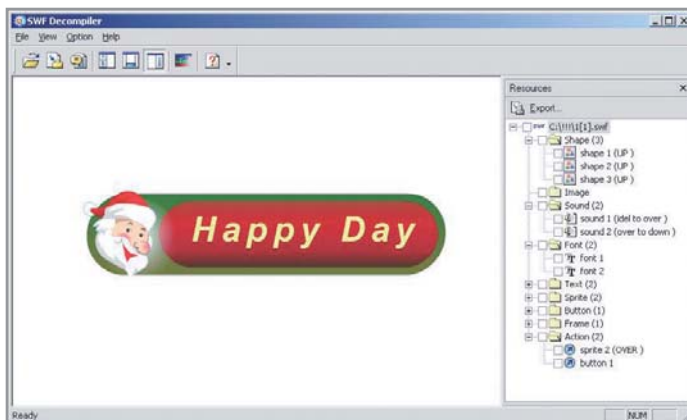 SWF Decompiler
File View Option Help
Resources
Export...
swf C:\!!!\1[1].swf
Shape (3)
shape 1 (UP )
shape 2 (UP )
shape 3 (UP )
Image
Sound (2)
sound 1 (idel to over )
sound 2 (over to down )
Font (2)
font 1
font 2
Text (2)
Sprite (2)
Button (1)
Frame (1)
Action (2)
sprite 2 (OVER )
button 1
Happy Day
Ready
NUM